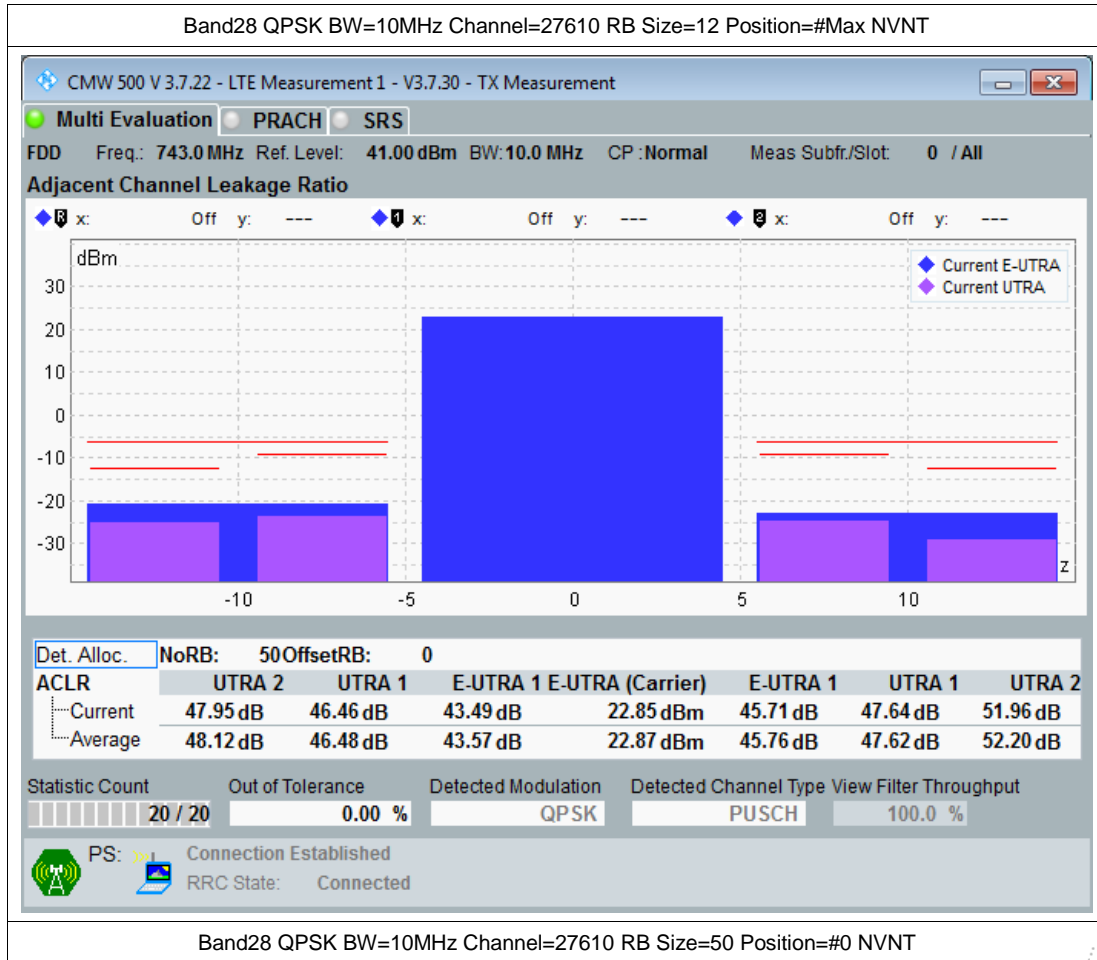 Band28 QPSK BW=10MHz Channel=27610 RB Size=12 Position=#Max NVNT
CMW 500 V 3.7.22 - LTE Measurement 1 - V3.7.30 - TX Measurement
Multi Evaluation PRACH SRS
FDD Freq.: 743.0 MHz Ref. Level: 41.00 dBm BW: 10.0 MHz CP : Normal Meas Subfr./Slot: 0 / All
Adjacent Channel Leakage Ratio
R x: Off y: --- 1 x: Off y: --- 2 x: Off y: ---
dBm
Current E-UTRA
Current UTRA
30
20
10
0
-10
-20
-30
z
-10 -5 0 5 10
Det. Alloc. NoRB: 50 OffsetRB: 0
ACLR UTRA 2 UTRA 1 E-UTRA 1 E-UTRA (Carrier) E-UTRA 1 UTRA 1 UTRA 2
Current 47.95 dB 46.46 dB 43.49 dB 22.85 dBm 45.71 dB 47.64 dB 51.96 dB
Average 48.12 dB 46.48 dB 43.57 dB 22.87 dBm 45.76 dB 47.62 dB 52.20 dB
Statistic Count Out of Tolerance Detected Modulation Detected Channel Type View Filter Throughput
20 / 20 0.00 % QPSK PUSCH 100.0 %
PS: Connection Established
RRC State: Connected
Band28 QPSK BW=10MHz Channel=27610 RB Size=50 Position=#0 NVNT